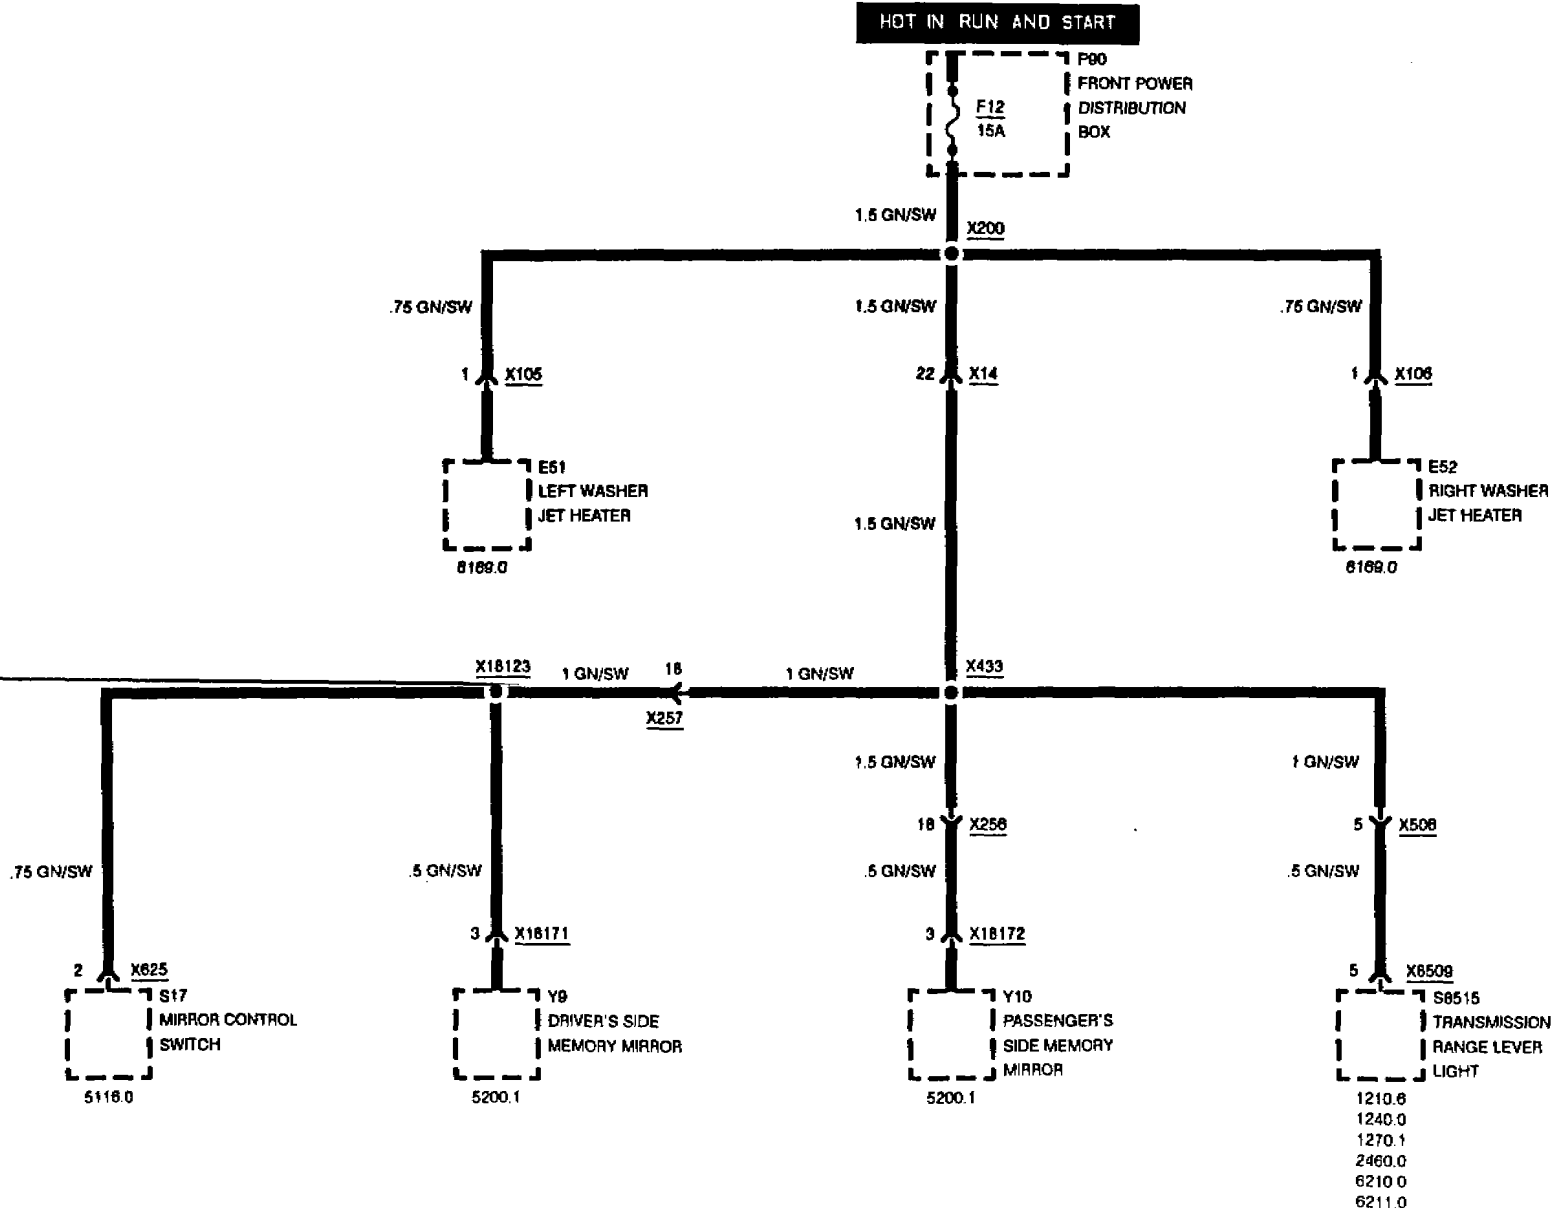 HOT IN RUN AND START
P90
FRONT POWER
DISTRIBUTION
BOX
F12
15A
1.5 GN/SW
X200
.75 GN/SW
1.5 GN/SW
.75 GN/SW
1 X105
22 X14
1 X106
E51
LEFT WASHER
JET HEATER
6169.0
1.5 GN/SW
E52
RIGHT WASHER
JET HEATER
6169.0
X18123
1 GN/SW
18
X257
1 GN/SW
X433
1.5 GN/SW
1 GN/SW
18 X256
5 X508
.75 GN/SW
.5 GN/SW
.5 GN/SW
.5 GN/SW
3 X18171
3 X18172
2 X625
5 X6509
S17
MIRROR CONTROL
SWITCH
5116.0
Y9
DRIVER'S SIDE
MEMORY MIRROR
5200.1
Y10
PASSENGER'S
SIDE MEMORY
MIRROR
5200.1
S8515
TRANSMISSION
RANGE LEVER
LIGHT
1210.6
1240.0
1270.1
2460.0
6210.0
6211.0